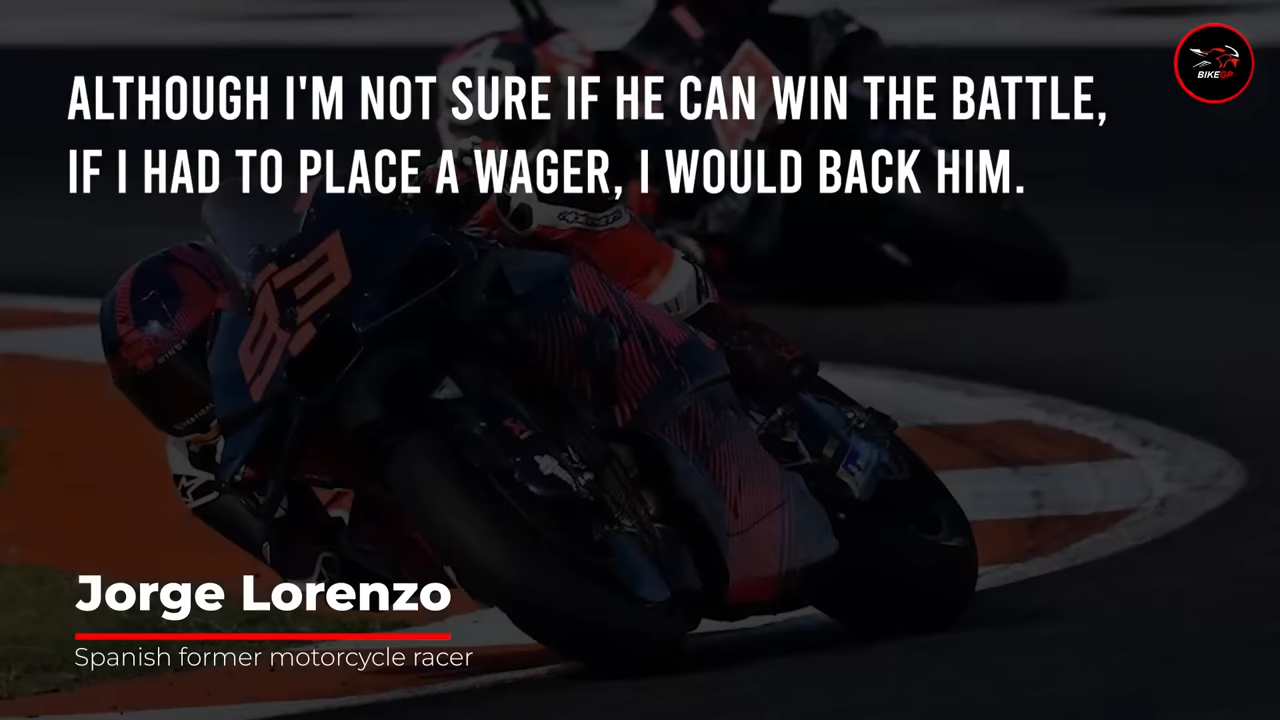 ALTHOUGH I'M NOT SURE IF HE CAN WIN THE BATTLE,
IF I HAD TO PLACE A WAGER, I WOULD BACK HIM.
BIKEGP
93
Jorge Lorenzo
Spanish former motorcycle racer